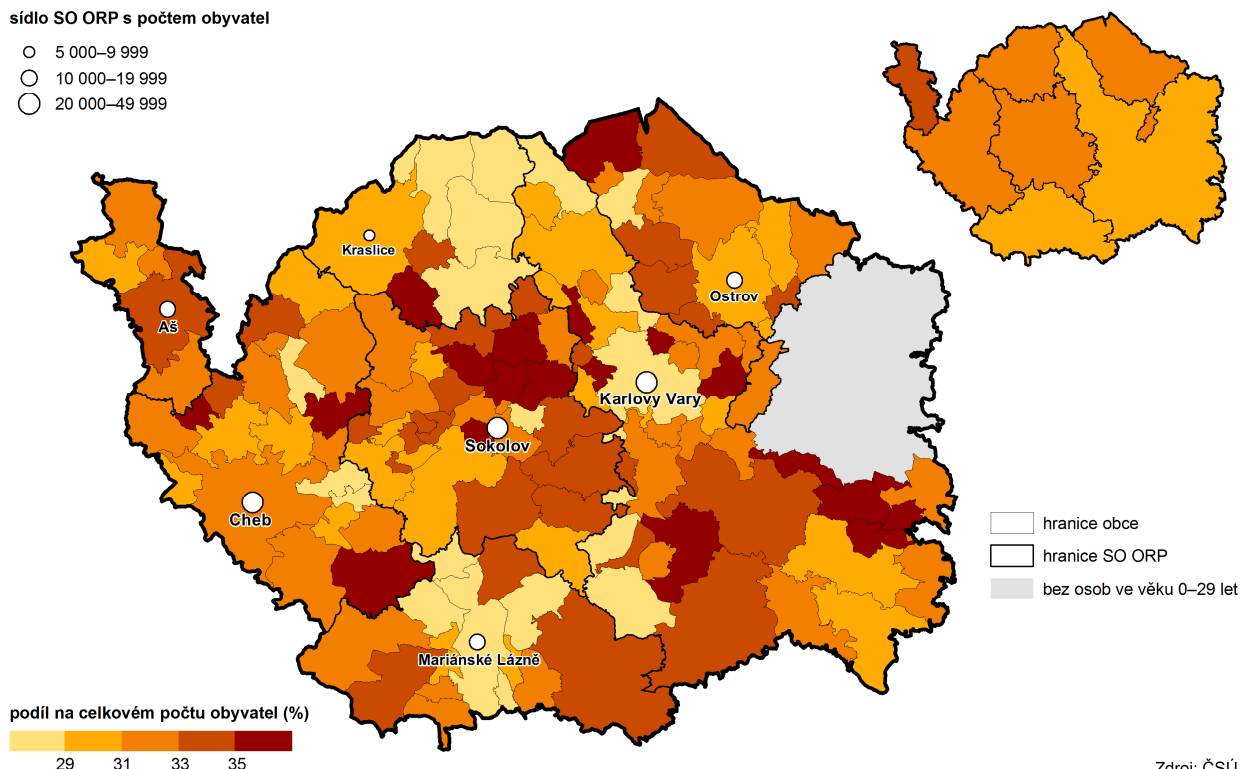 sídlo SO ORP s počtem obyvatel
5 000–9 999
10 000–19 999
20 000–49 999
Kraslice
Ostrov
Aš
Karlovy Vary
Sokolov
Cheb
hranice obce
hranice SO ORP
bez osob ve věku 0–29 let
Mariánské Lázně
podíl na celkovém počtu obyvatel (%)
29 31 33 35
Zdroj: ČSÚ